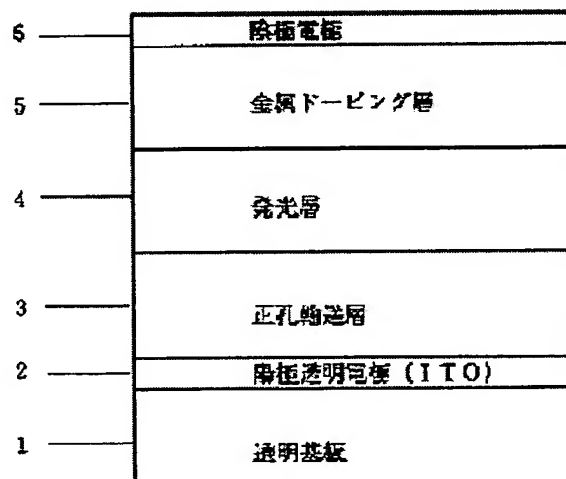 6 陰極電極
5 金属ドーピング層
4 発光層
3 正孔輸送層
2 陽極透明電極 (ITO)
1 透明基板